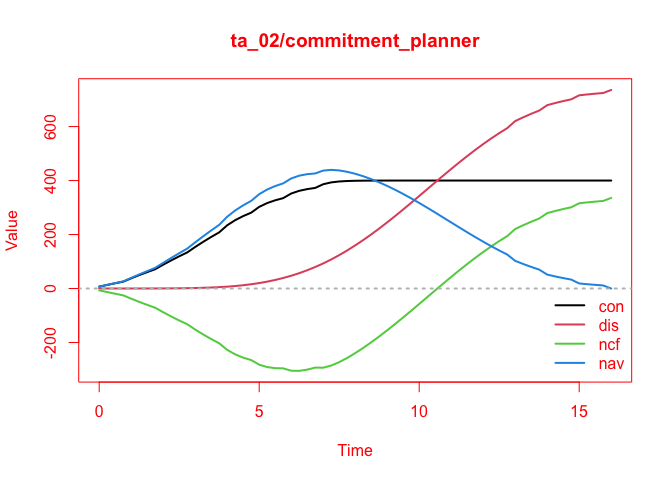 ta_02/commitment_planner
Value
600
400
200
0
-200
con
dis
ncf
nav
0 5 10 15
Time